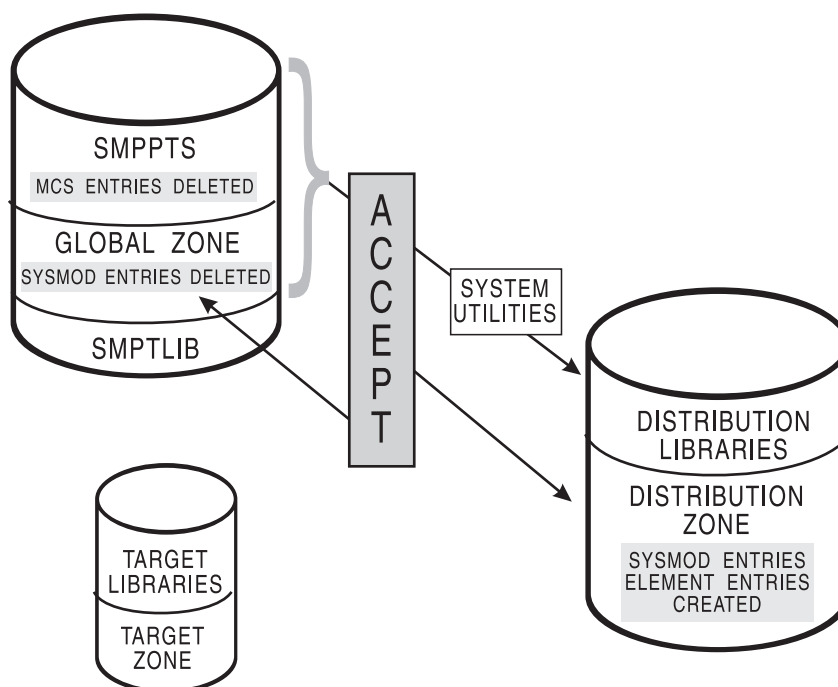 SMPPTS
MCS ENTRIES DELETED
GLOBAL ZONE
SYSMOD ENTRIES DELETED
SMPTLIB
ACCEPT
SYSTEM
UTILITIES
DISTRIBUTION
LIBRARIES
DISTRIBUTION
ZONE
SYSMOD ENTRIES
ELEMENT ENTRIES
CREATED
TARGET
LIBRARIES
TARGET
ZONE